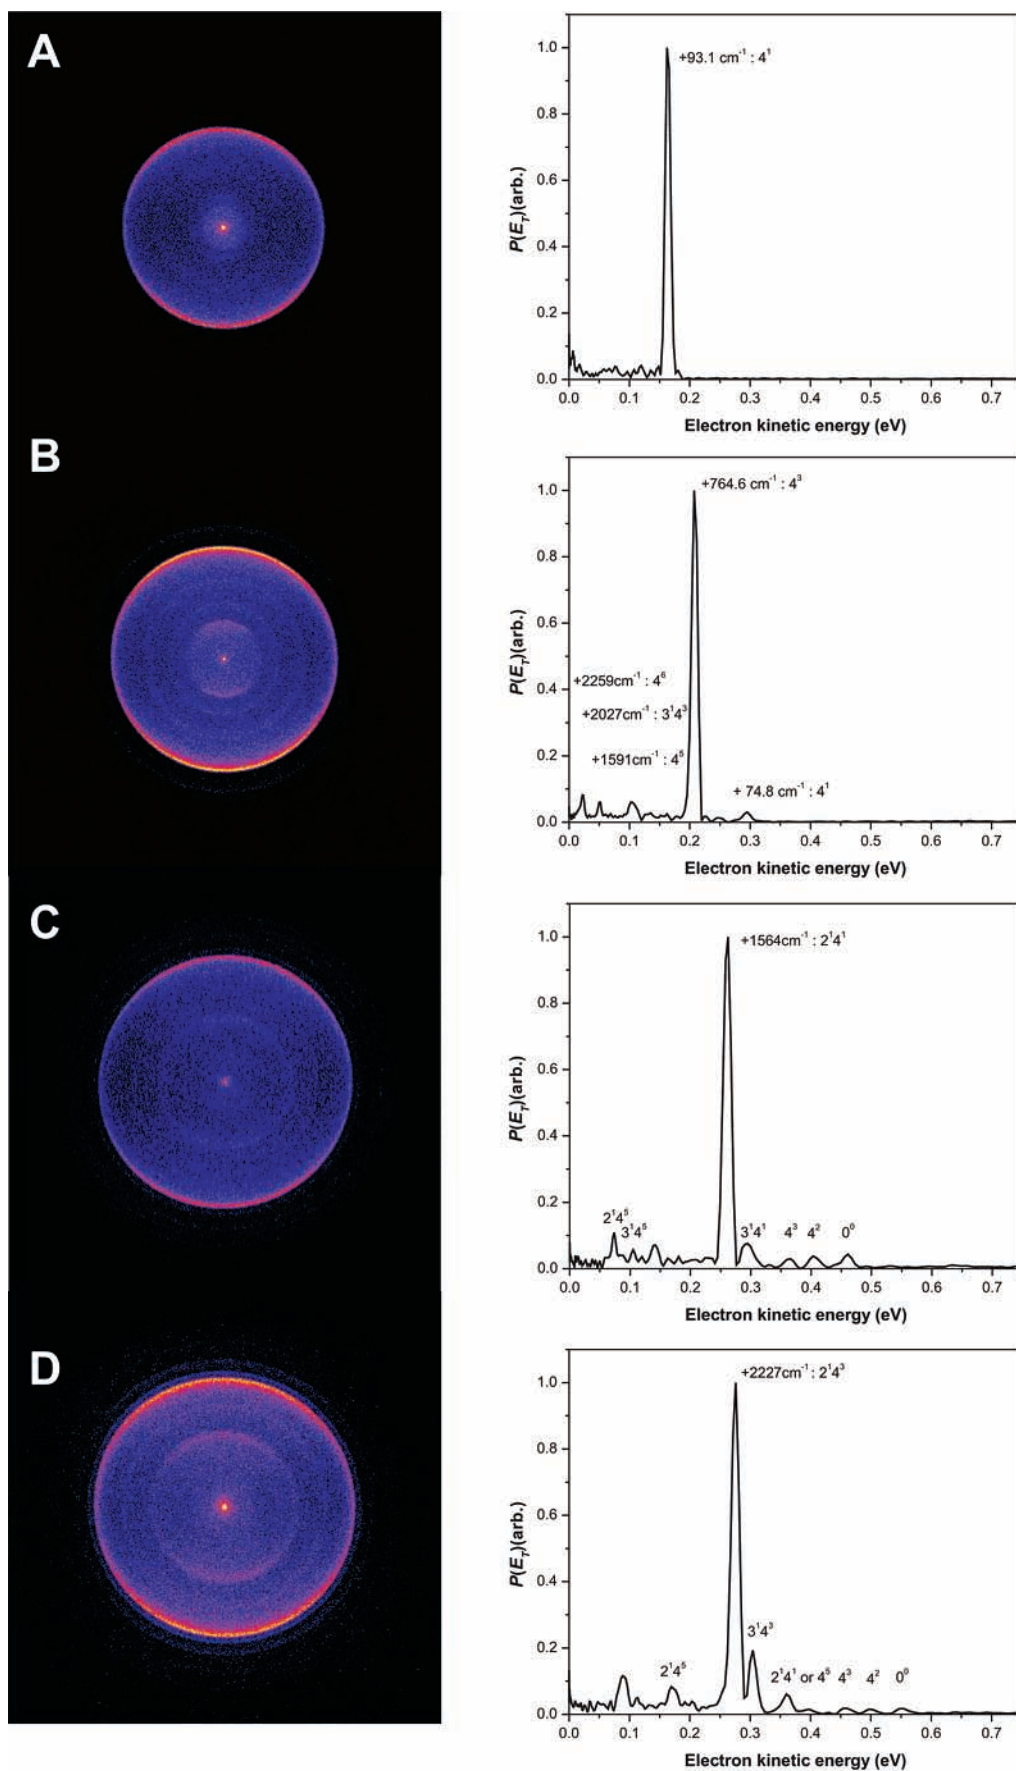 A
+93.1 cm⁻¹ : 4¹
P(E_T)(arb.)
1.0
0.8
0.6
0.4
0.2
0.0
0.0 0.1 0.2 0.3 0.4 0.5 0.6 0.7
Electron kinetic energy (eV)
B
+764.6 cm⁻¹ : 4³
+2259cm⁻¹ : 4⁶
+2027cm⁻¹ : 3¹4³
+1591cm⁻¹ : 4⁵
+ 74.8 cm⁻¹ : 4¹
P(E_T)(arb.)
1.0
0.8
0.6
0.4
0.2
0.0
0.0 0.1 0.2 0.3 0.4 0.5 0.6 0.7
Electron kinetic energy (eV)
C
+1564cm⁻¹ : 2¹4¹
2¹4⁵
3¹4⁵
3¹4¹ 4³ 4² 0⁰
P(E_T)(arb.)
1.0
0.8
0.6
0.4
0.2
0.0
0.0 0.1 0.2 0.3 0.4 0.5 0.6 0.7
Electron kinetic energy (eV)
D
+2227cm⁻¹ : 2¹4³
3¹4³
2¹4⁵ 2¹4¹ or 4⁵ 4³ 4² 0⁰
P(E_T)(arb.)
1.0
0.8
0.6
0.4
0.2
0.0
0.0 0.1 0.2 0.3 0.4 0.5 0.6 0.7
Electron kinetic energy (eV)